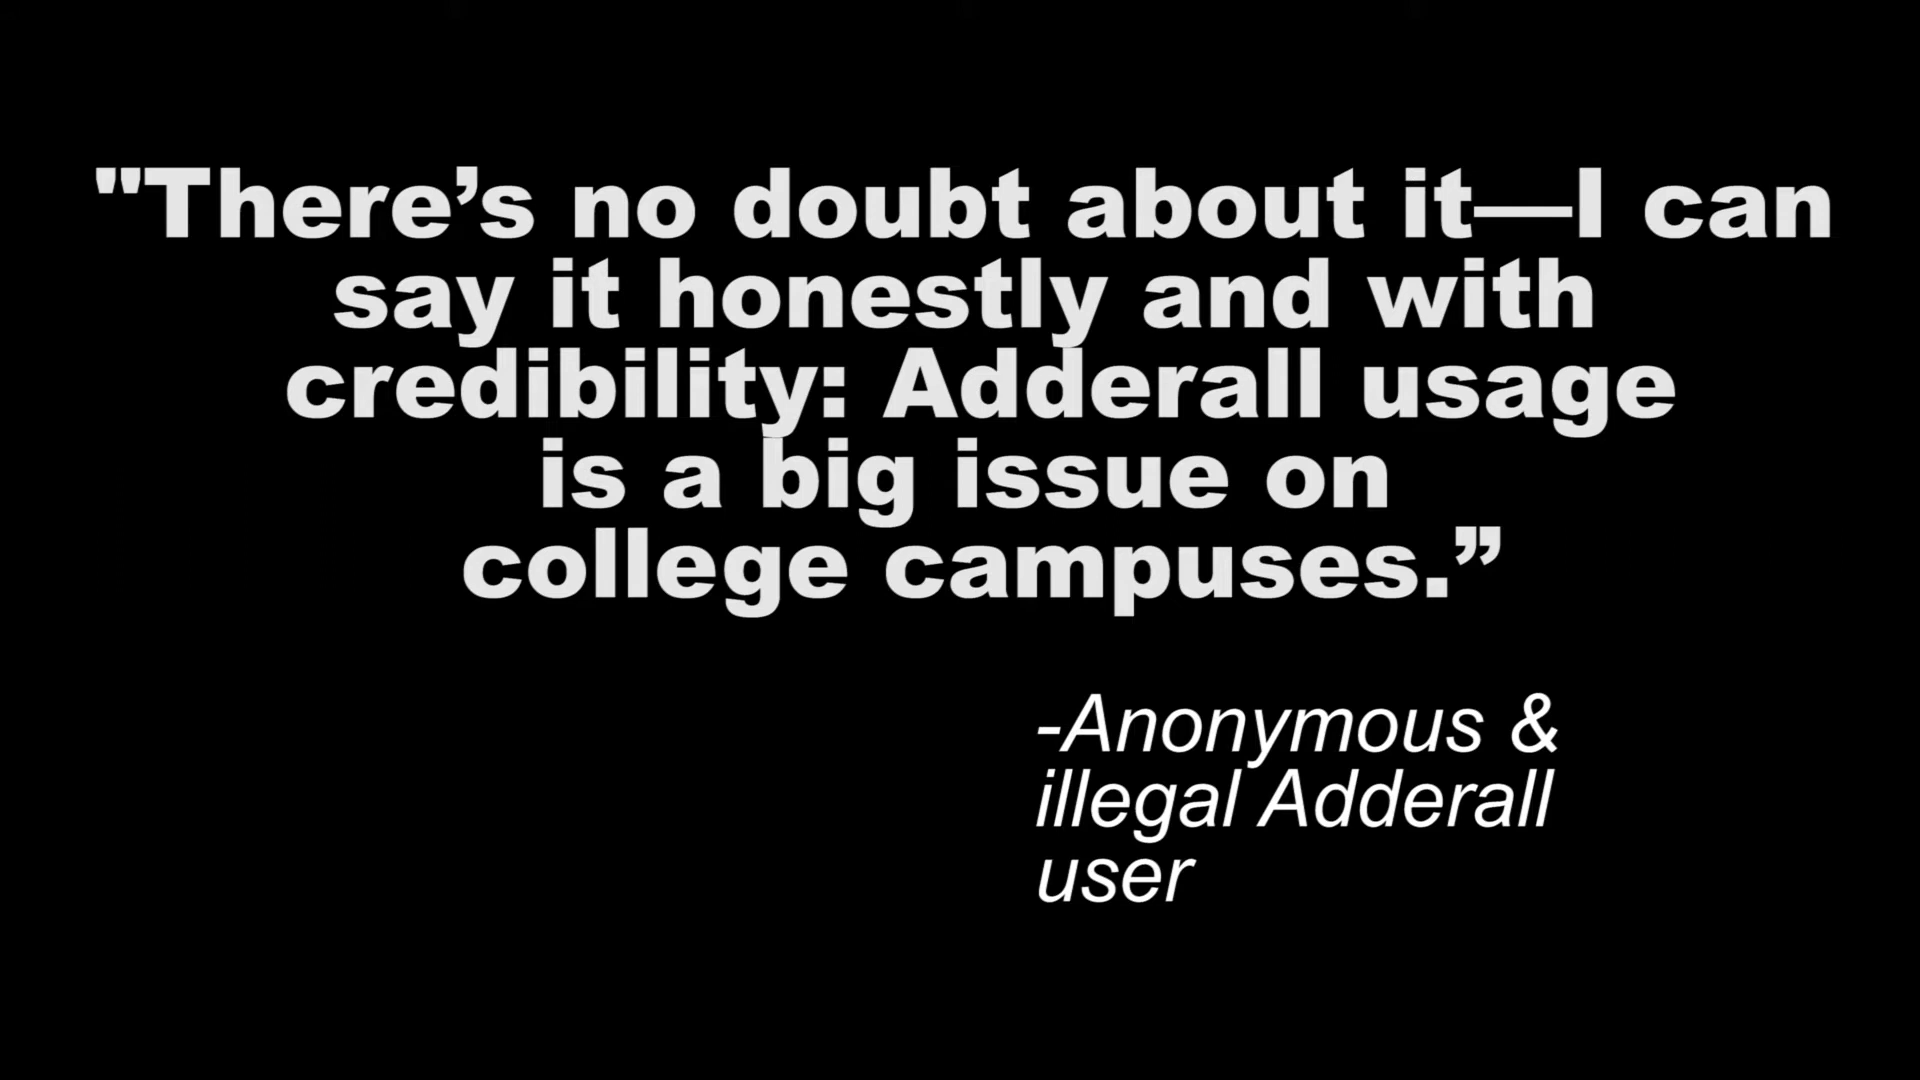 "There’s no doubt about it—I can
say it honestly and with
credibility: Adderall usage
is a big issue on
college campuses.”
-Anonymous &
illegal Adderall
user